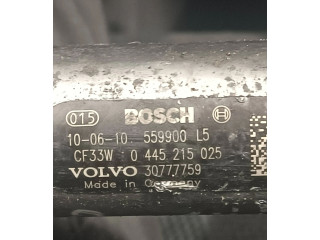 015 BOSCH
10-06-10 559900 L5
CF33W 0 445 215 025
VOLVO 30777759
Made in Germany